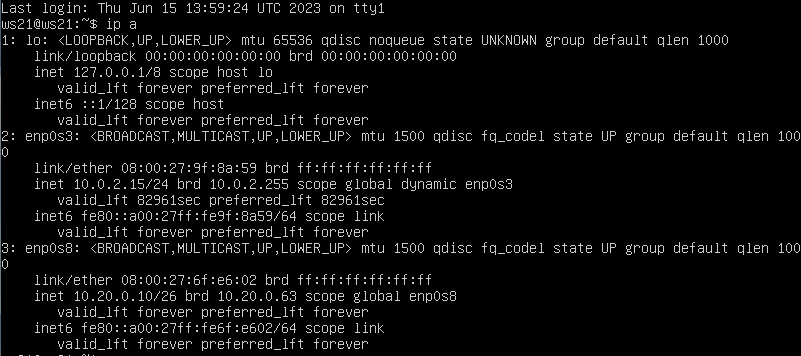 Last login: Thu Jun 15 13:59:24 UTC 2023 on tty1
ws21@ws21:~$ ip a
1: lo: <LOOPBACK,UP,LOWER_UP> mtu 65536 qdisc noqueue state UNKNOWN group default qlen 1000
    link/loopback 00:00:00:00:00:00 brd 00:00:00:00:00:00
    inet 127.0.0.1/8 scope host lo
       valid_lft forever preferred_lft forever
    inet6 ::1/128 scope host
       valid_lft forever preferred_lft forever
2: enp0s3: <BROADCAST,MULTICAST,UP,LOWER_UP> mtu 1500 qdisc fq_codel state UP group default qlen 100
0
    link/ether 08:00:27:9f:8a:59 brd ff:ff:ff:ff:ff:ff
    inet 10.0.2.15/24 brd 10.0.2.255 scope global dynamic enp0s3
       valid_lft 82961sec preferred_lft 82961sec
    inet6 fe80::a00:27ff:fe9f:8a59/64 scope link
       valid_lft forever preferred_lft forever
3: enp0s8: <BROADCAST,MULTICAST,UP,LOWER_UP> mtu 1500 qdisc fq_codel state UP group default qlen 100
0
    link/ether 08:00:27:6f:e6:02 brd ff:ff:ff:ff:ff:ff
    inet 10.20.0.10/26 brd 10.20.0.63 scope global enp0s8
       valid_lft forever preferred_lft forever
    inet6 fe80::a00:27ff:fe6f:e602/64 scope link
       valid_lft forever preferred_lft forever